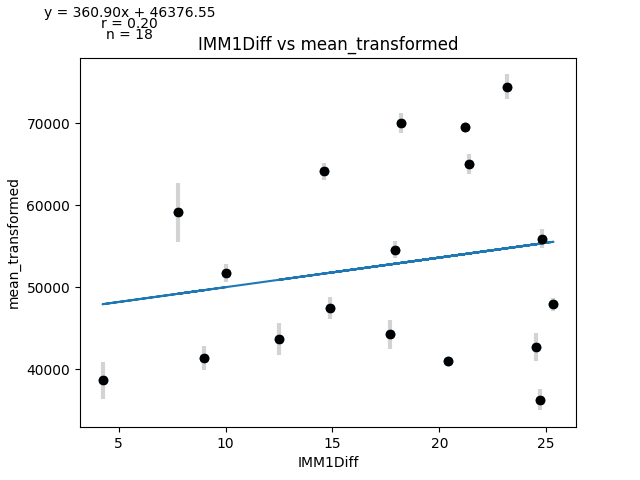 y = 360.90x + 46376.55
r = 0.20
n = 18
IMM1Diff vs mean_transformed
mean_transformed
70000
60000
50000
40000
5 10 15 20 25
IMM1Diff